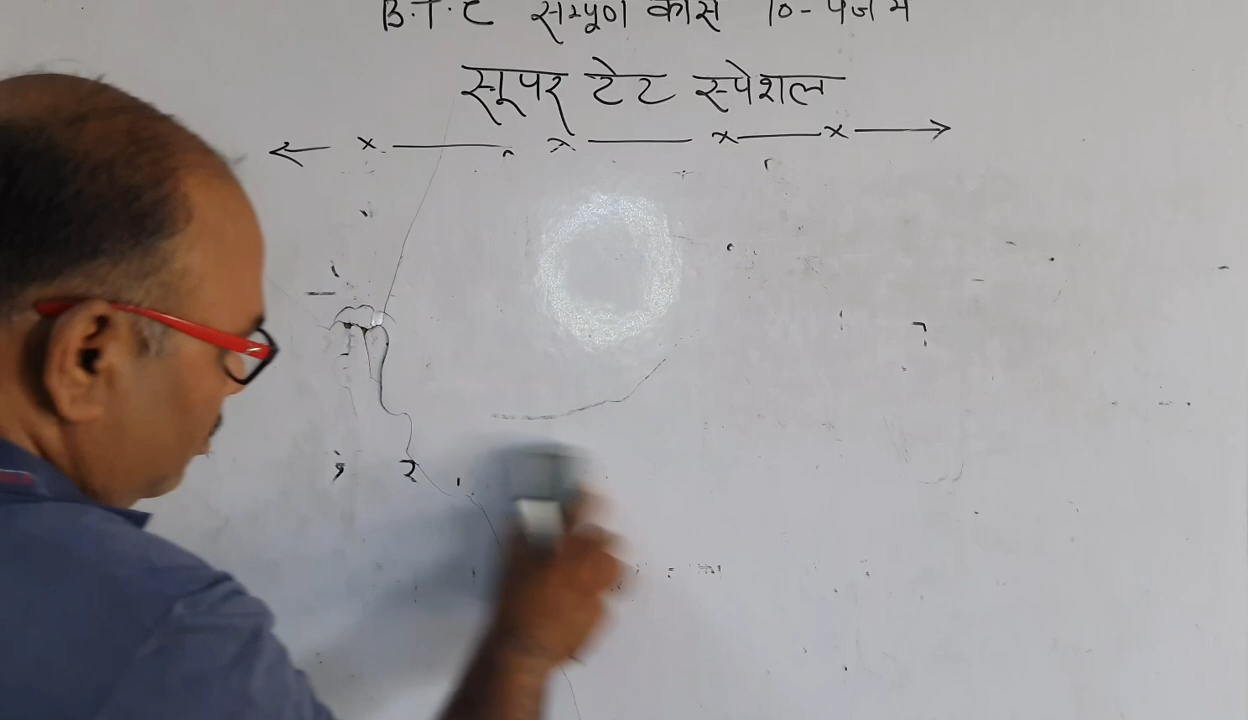 B.T.C सम्पूर्ण कोर्स 10-पेज में
सूपर टेट स्पेशल